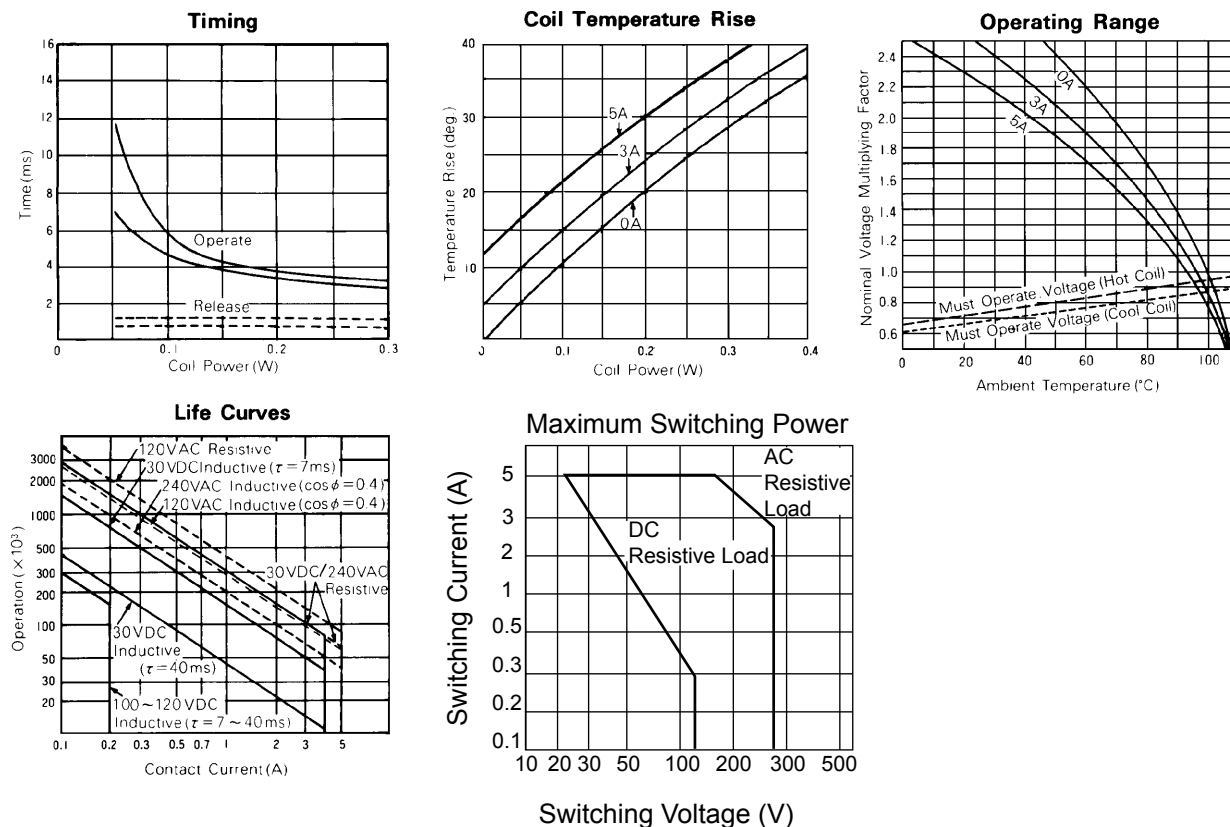 Timing
16
14
12
10
8
6
4
2
0
0.1
0.2
0.3
Time (ms)
Operate
Release
Coil Power (W)
Coil Temperature Rise
40
30
20
10
0.1
0.2
0.3
0.4
Temperature Rise (deg.)
5A
3A
0A
Coil Power (W)
Operating Range
2.4
2.2
2.0
1.8
1.6
1.4
1.2
1.0
0.8
0.6
0
20
40
60
80
100
Nominal Voltage Multiplying Factor
0A
3A
5A
Must Operate Voltage (Hot Coil)
Must Operate Voltage (Cool Coil)
Ambient Temperature (°C)
Life Curves
3000
2000
1000
500
300
200
100
50
30
20
0.1
0.2
0.3
0.5
0.7
1
2
3
4
5
Operation (×10³)
120VAC Resistive
30VDC Inductive (τ = 7ms)
240VAC Inductive (cosφ = 0.4)
120VAC Inductive (cosφ = 0.4)
30VDC/240VAC
Resistive
30VDC
Inductive
(τ = 40ms)
100~120VDC
Inductive (τ = 7~40ms)
Contact Current (A)
Maximum Switching Power
5
3
2
1
0.5
0.3
0.2
0.1
10
20
30
50
100
200
300
500
Switching Current (A)
AC
Resistive
Load
DC
Resistive Load
Switching Voltage (V)